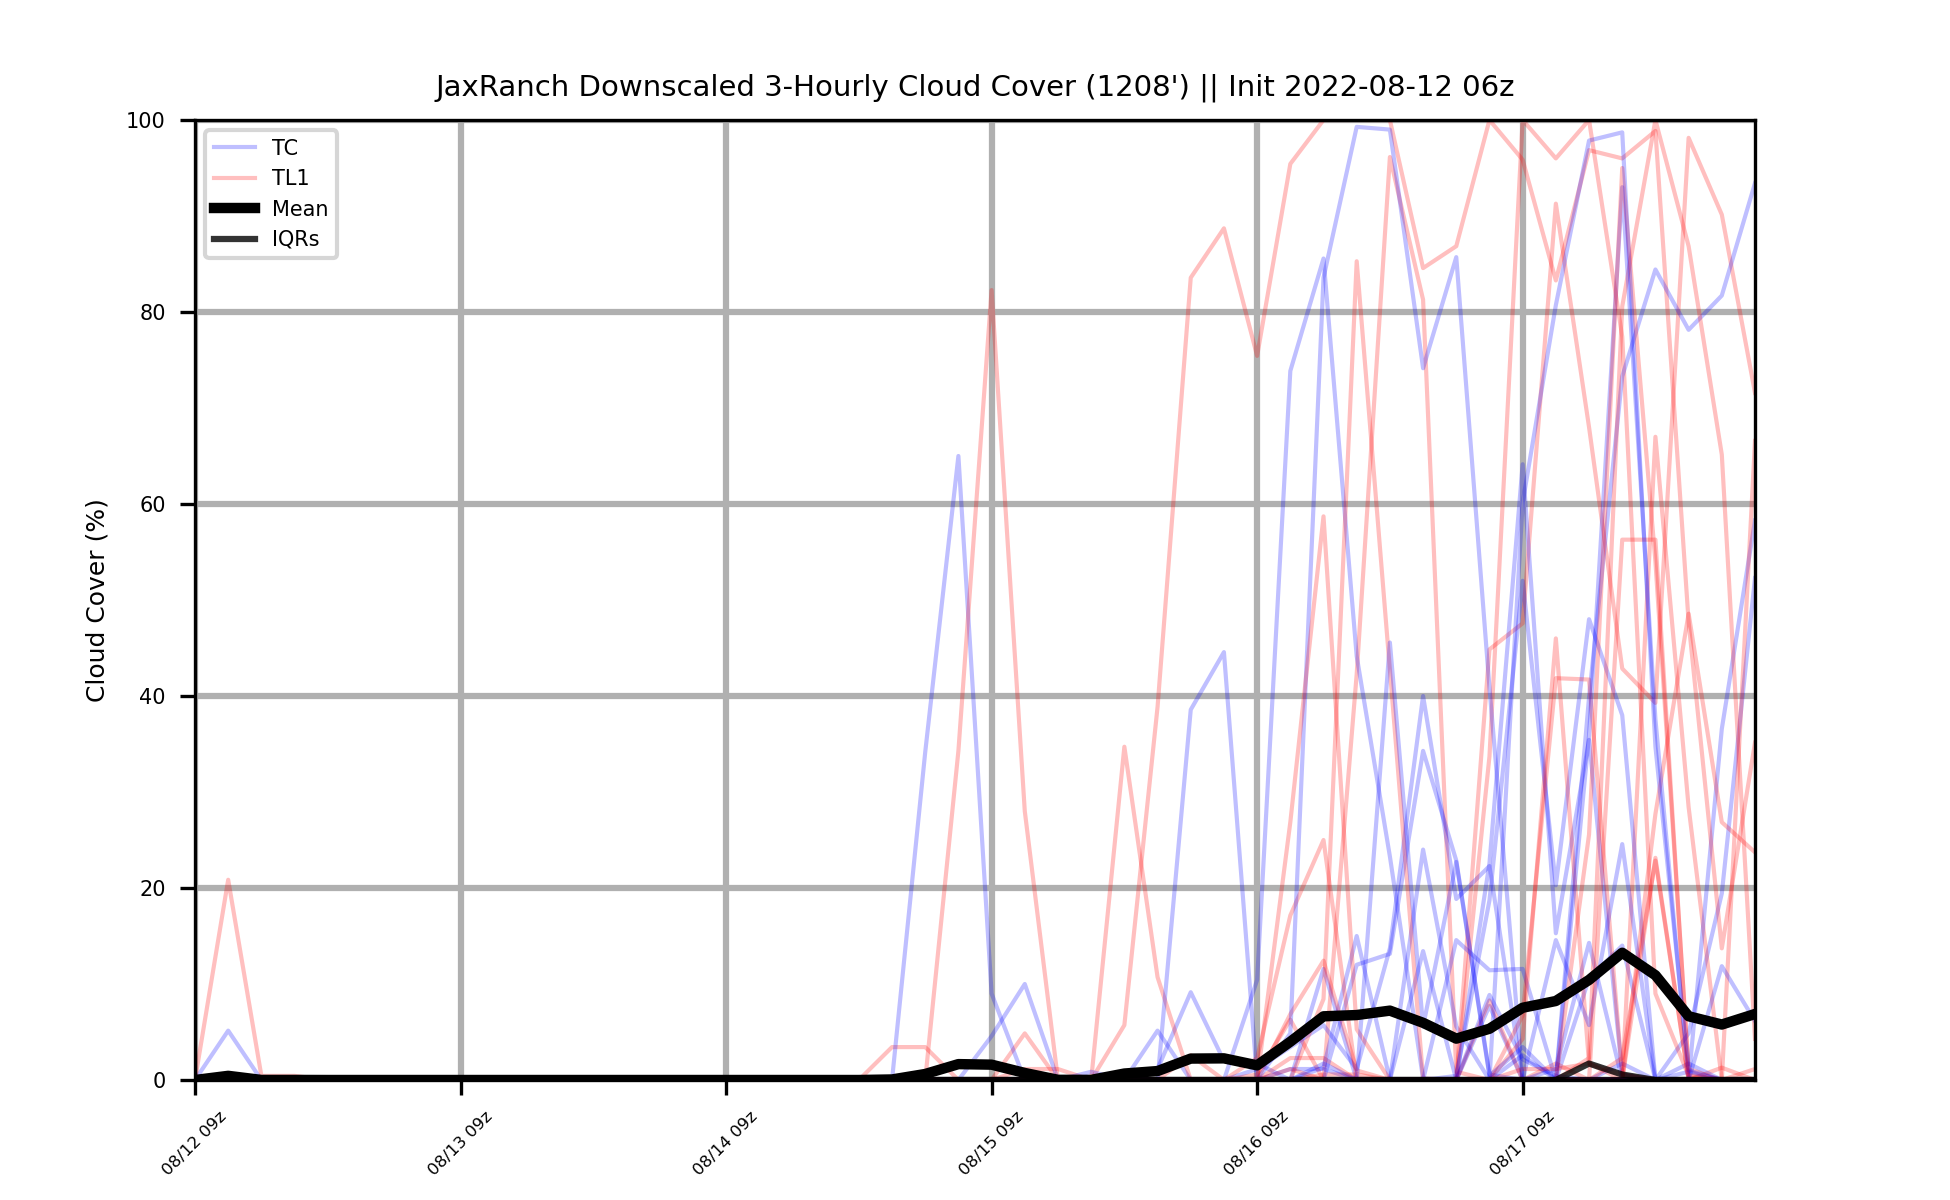 JaxRanch Downscaled 3-Hourly Cloud Cover (1208') || Init 2022-08-12 06z
TC
TL1
Mean
IQRs
Cloud Cover (%)
100
80
60
40
20
0
08/12 09z
08/13 09z
08/14 09z
08/15 09z
08/16 09z
08/17 09z